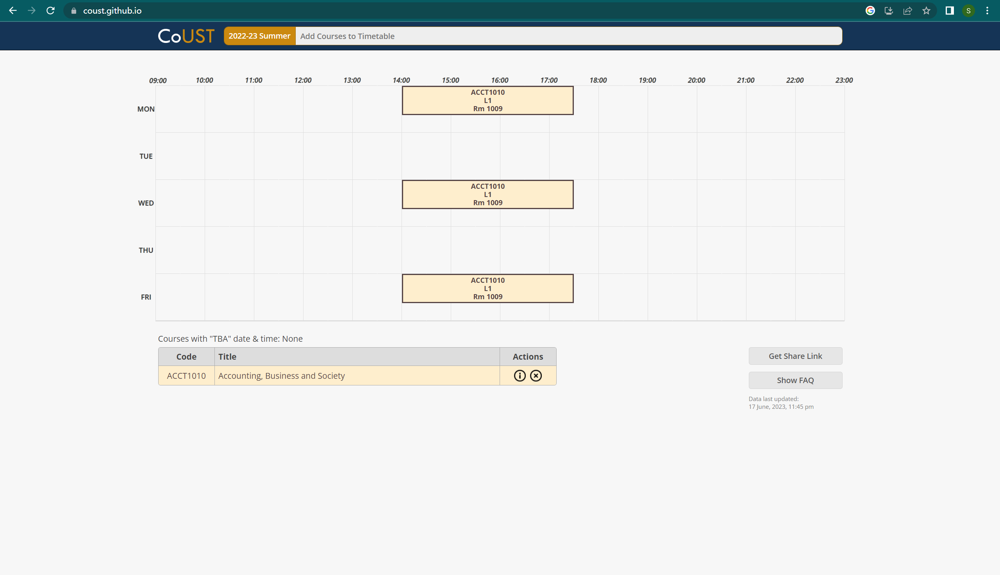 coust.github.io
S
CoUST
2022-23 Summer
Add Courses to Timetable
09:00 10:00 11:00 12:00 13:00 14:00 15:00 16:00 17:00 18:00 19:00 20:00 21:00 22:00 23:00
MON
ACCT1010
L1
Rm 1009
TUE
WED
ACCT1010
L1
Rm 1009
THU
FRI
ACCT1010
L1
Rm 1009
Courses with "TBA" date & time: None
Code Title Actions
ACCT1010 Accounting, Business and Society
Get Share Link
Show FAQ
Data last updated:
17 June, 2023, 11:45 pm